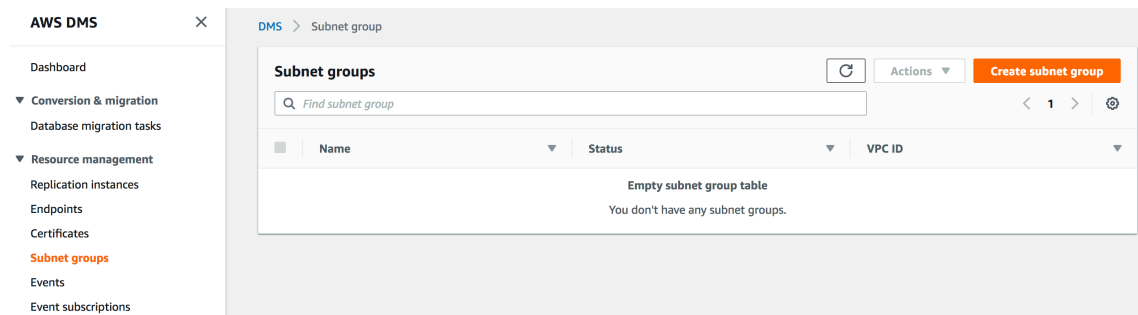 AWS DMS
Dashboard
Conversion & migration
Database migration tasks
Resource management
Replication instances
Endpoints
Certificates
Subnet groups
Events
Event subscriptions
DMS > Subnet group
Subnet groups
Actions
Create subnet group
Find subnet group
1
Name Status VPC ID
Empty subnet group table
You don't have any subnet groups.